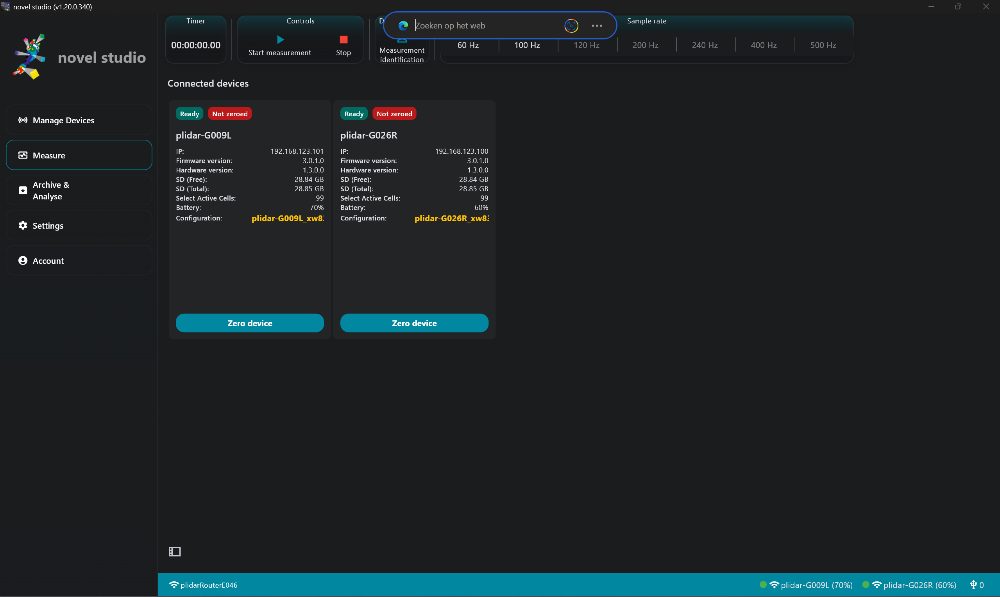 novel studio (v1.20.0.340)
novel studio
Manage Devices
Measure
Archive &
Analyse
Settings
Account
Timer
00:00:00.00
Controls
Start measurement
Stop
Measurement
identification
Zoeken op het web
Sample rate
60 Hz
100 Hz
120 Hz
200 Hz
240 Hz
400 Hz
500 Hz
Connected devices
Ready
Not zeroed
plidar-G009L
IP: 192.168.123.101
Firmware version: 3.0.1.0
Hardware version: 1.3.0.0
SD (Free): 28.84 GB
SD (Total): 28.85 GB
Select Active Cells: 99
Battery: 70%
Configuration: plidar-G009L_xw8
Zero device
Ready
Not zeroed
plidar-G026R
IP: 192.168.123.100
Firmware version: 3.0.1.0
Hardware version: 1.3.0.0
SD (Free): 28.84 GB
SD (Total): 28.85 GB
Select Active Cells: 99
Battery: 60%
Configuration: plidar-G026R_xw8
Zero device
plidarRouterE046
plidar-G009L (70%)
plidar-G026R (60%)
0